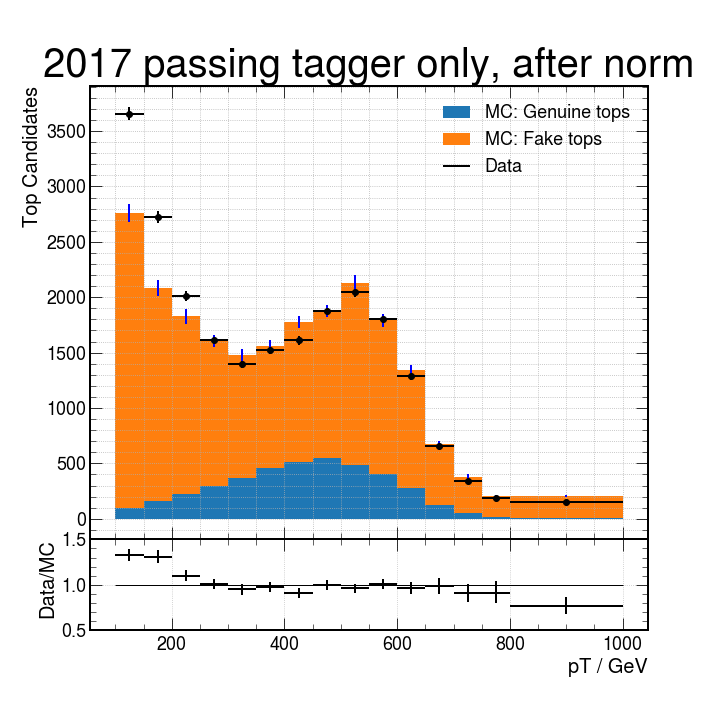 2017 passing tagger only, after norm
Top Candidates
MC: Genuine tops
MC: Fake tops
Data
3500
3000
2500
2000
1500
1000
500
0
Data/MC
1.5
1.0
0.5
200 400 600 800 1000
pT / GeV